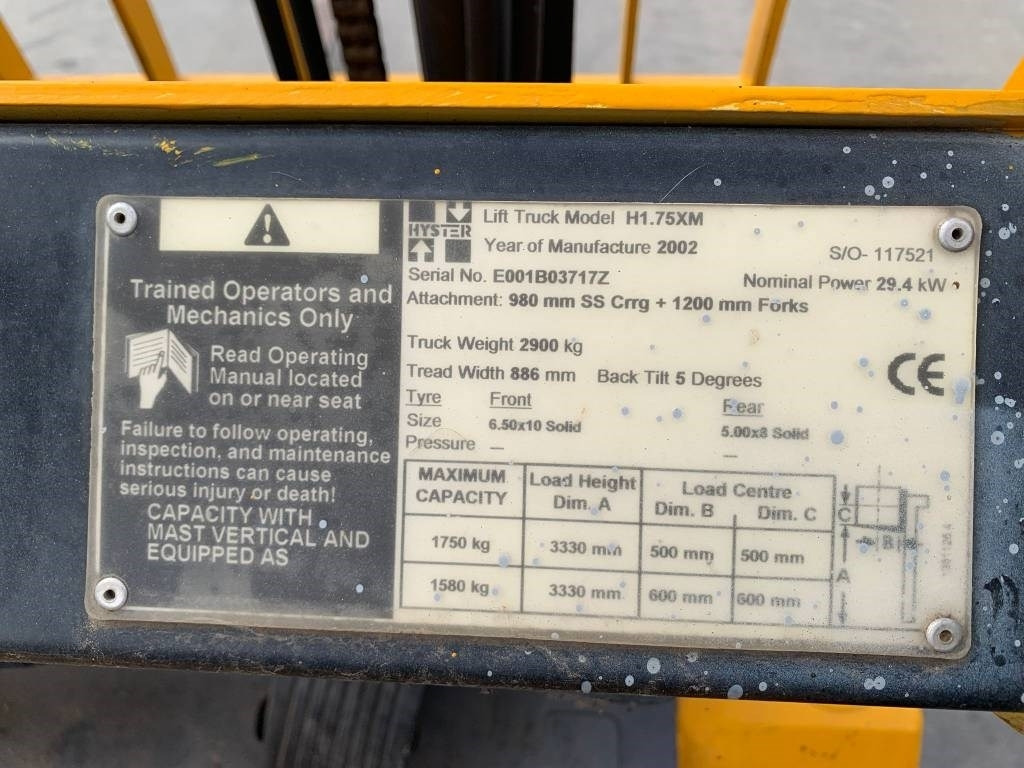 Trained Operators and
Mechanics Only
Read Operating
Manual located
on or near seat
Failure to follow operating,
inspection, and maintenance
instructions can cause
serious injury or death!
CAPACITY WITH
MAST VERTICAL AND
EQUIPPED AS
HYSTER
Lift Truck Model H1.75XM
Year of Manufacture 2002
S/O- 117521
Serial No. E001B03717Z
Nominal Power 29.4 kW
Attachment: 980 mm SS Crrg + 1200 mm Forks
Truck Weight 2900 kg
Tread Width 886 mm Back Tilt 5 Degrees
CE
Tyre Front Rear
Size 6.50x10 Solid 5.00x8 Solid
Pressure — —
MAXIMUM CAPACITY Load Height Dim. A Load Centre Dim. B Dim. C
1750 kg 3330 mm 500 mm 500 mm
1580 kg 3330 mm 600 mm 600 mm
C
B
A